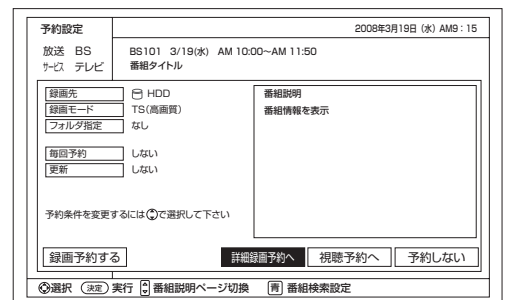 予約設定 2008年3月19日 (水) AM9:15
放送 BS BS101 3/19(水) AM 10:00~AM 11:50
サービス テレビ 番組タイトル
録画先 HDD
録画モード TS(高画質)
フォルダ指定 なし
毎回予約 しない
更新 しない
予約条件を変更するには で選択して下さい
番組説明
番組情報を表示
録画予約する 詳細録画予約へ 視聴予約へ 予約しない
選択 決定 実行 番組説明ページ切換 青 番組検索設定